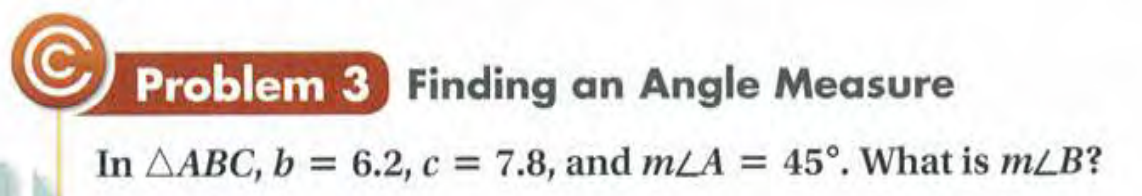 © Problem 3 Finding an Angle Measure
In △ABC, b = 6.2, c = 7.8, and m∠A = 45°. What is m∠B?